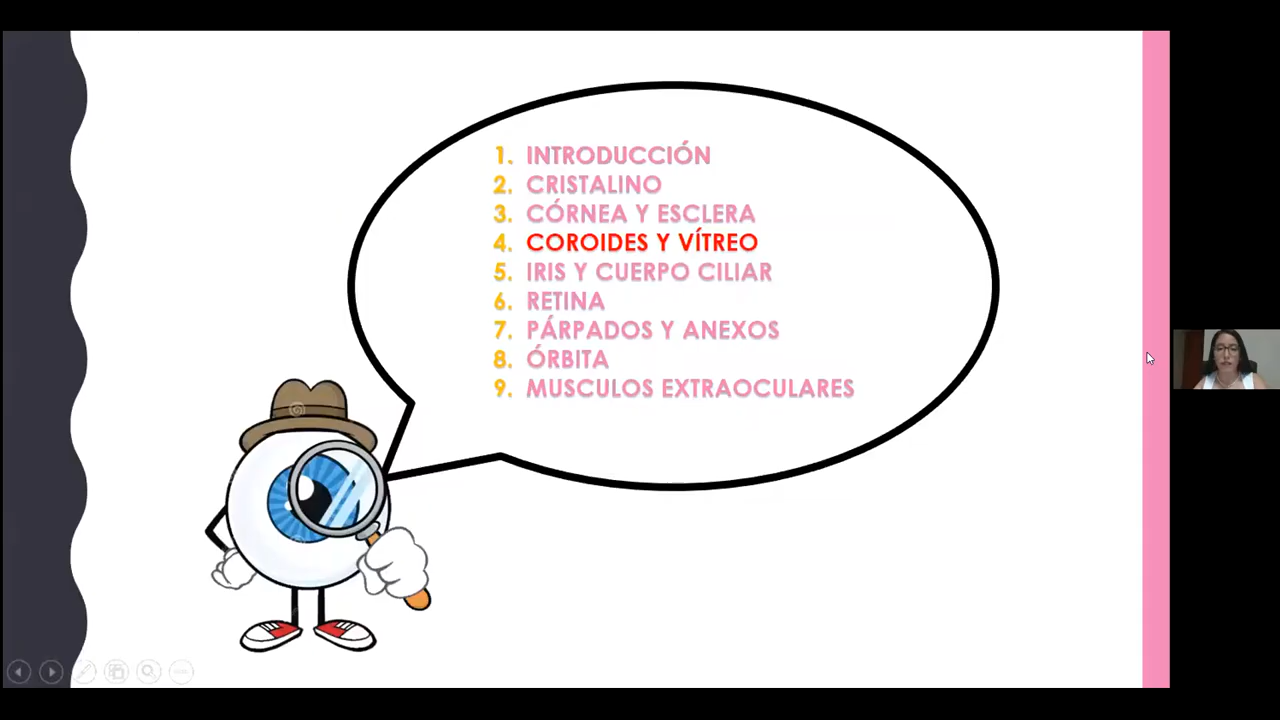 1. INTRODUCCIÓN
2. CRISTALINO
3. CÓRNEA Y ESCLERA
4. COROIDES Y VÍTREO
5. IRIS Y CUERPO CILIAR
6. RETINA
7. PÁRPADOS Y ANEXOS
8. ÓRBITA
9. MUSCULOS EXTRAOCULARES